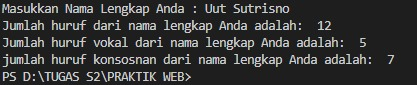 Masukkan Nama Lengkap Anda : Uut Sutrisno
Jumlah huruf dari nama lengkap Anda adalah:  12
Jumlah huruf vokal dari nama lengkap Anda adalah:  5
jumlah huruf konsosnan dari nama lengkap Anda adalah:  7
PS D:\TUGAS S2\PRAKTIK WEB>